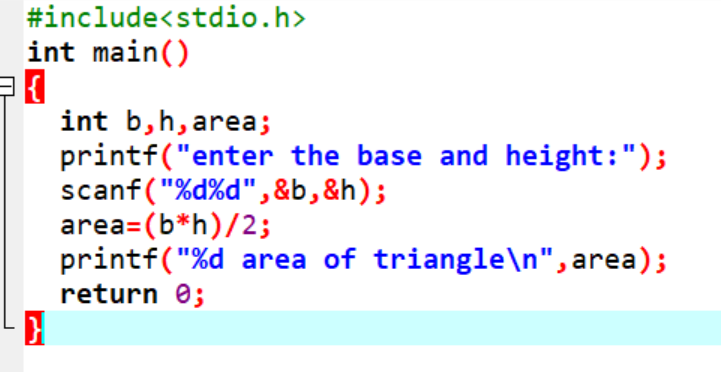 #include<stdio.h>
int main()
{
int b,h,area;
printf("enter the base and height:");
scanf("%d%d",&b,&h);
area=(b*h)/2;
printf("%d area of triangle\n",area);
return 0;
}